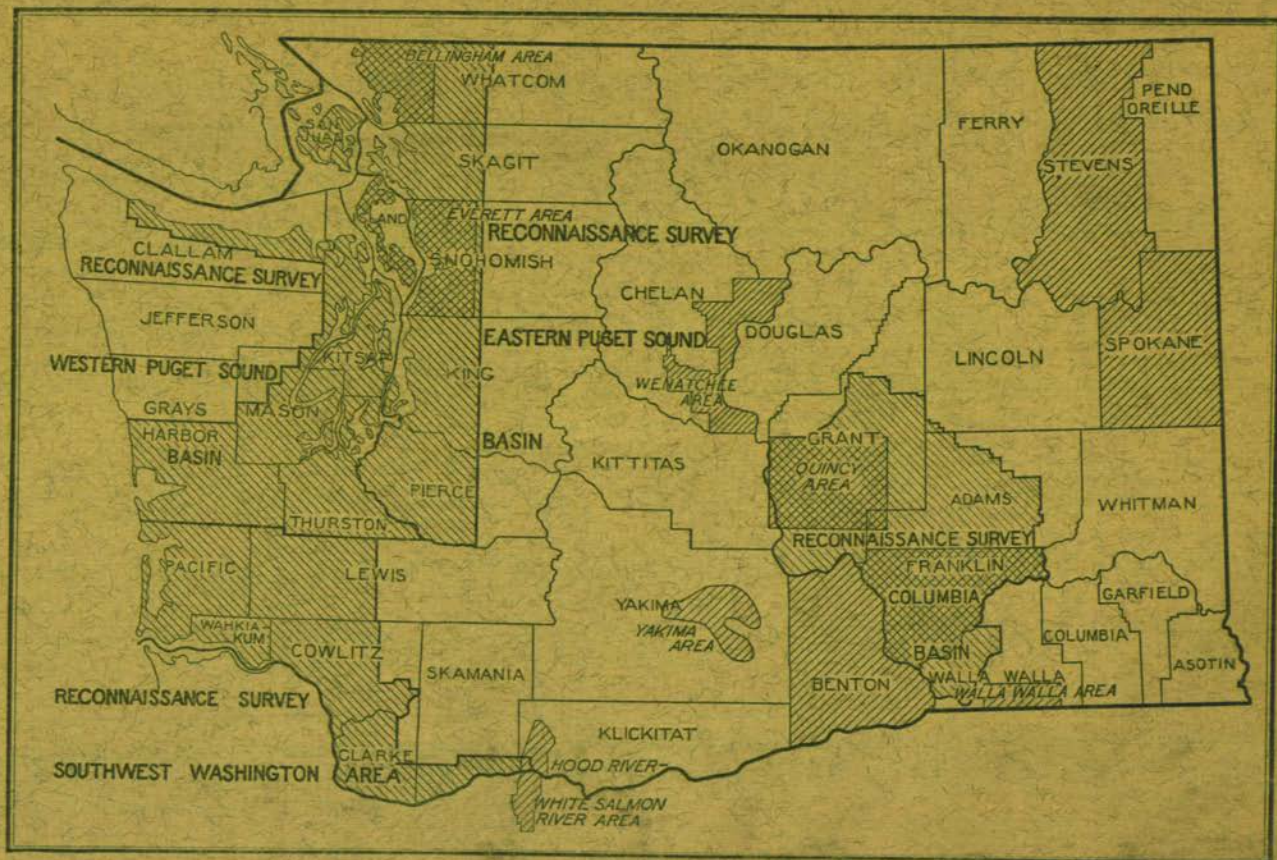 BELLINGHAM AREA
WHATCOM
PEND
OREILLE
SAN
JUAN
FERRY
OKANOGAN
SKAGIT
STEVENS
ISLAND
EVERETT AREA
RECONNAISSANCE SURVEY
CLALLAM
SNOHOMISH
RECONNAISSANCE SURVEY
CHELAN
JEFFERSON
EASTERN PUGET SOUND
DOUGLAS
SPOKANE
LINCOLN
WESTERN PUGET SOUND
KITSAP
KING
WENATCHEE
AREA
GRAYS
MASON
HARBOR
BASIN
BASIN
GRANT
KITTITAS
QUINCY
AREA
PIERCE
ADAMS
WHITMAN
THURSTON
RECONNAISSANCE SURVEY
PACIFIC
LEWIS
FRANKLIN
COLUMBIA
GARFIELD
YAKIMA
YAKIMA
AREA
WAHKIA-
KUM
COLUMBIA
COWLITZ
BASIN
ASOTIN
SKAMANIA
WALLA WALLA
BENTON
WALLA WALLA AREA
RECONNAISSANCE SURVEY
KLICKITAT
CLARKE
HOOD RIVER-
SOUTHWEST WASHINGTON
AREA
WHITE SALMON
RIVER AREA